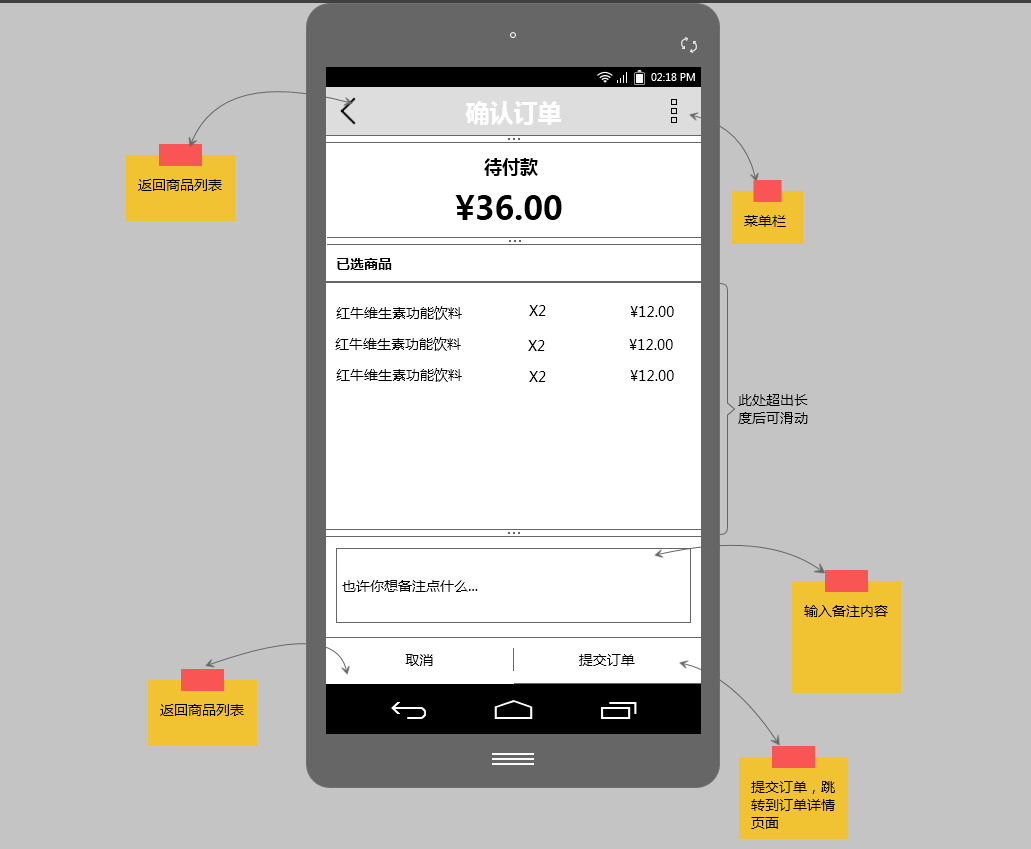 02:18 PM
确认订单
返回商品列表
待付款
¥36.00
菜单栏
已选商品
红牛维生素功能饮料 X2 ¥12.00
红牛维生素功能饮料 X2 ¥12.00
红牛维生素功能饮料 X2 ¥12.00
此处超出长
度后可滑动
也许你想备注点什么...
输入备注内容
取消 提交订单
返回商品列表
提交订单，跳
转到订单详情
页面